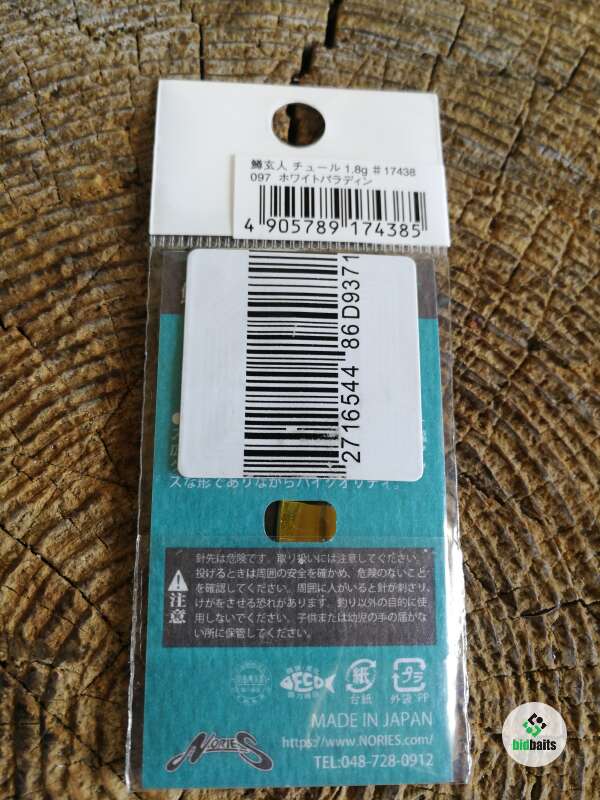 鱒玄人 チュール 1.8g #17438
097 ホワイトパラディン
4 905789 174385
2716544 86D9371
スな形でありながらハイクオリティ。
注意
針先は危険です。取り扱いには注意してください。
投げるときは周囲の安全を確かめ、危険のないこと
を確認してください。周囲に人がいると針が刺さり、
けがをさせる恐れがあります。釣り以外の目的に使
用しないでください。子供または幼児の手の届かな
い所に保管してください。
ECO
紙
台紙
プラ
外袋 PP
MADE IN JAPAN
https://www.NORIES.com/
TEL:048-728-0912
NORIES
bidbaits